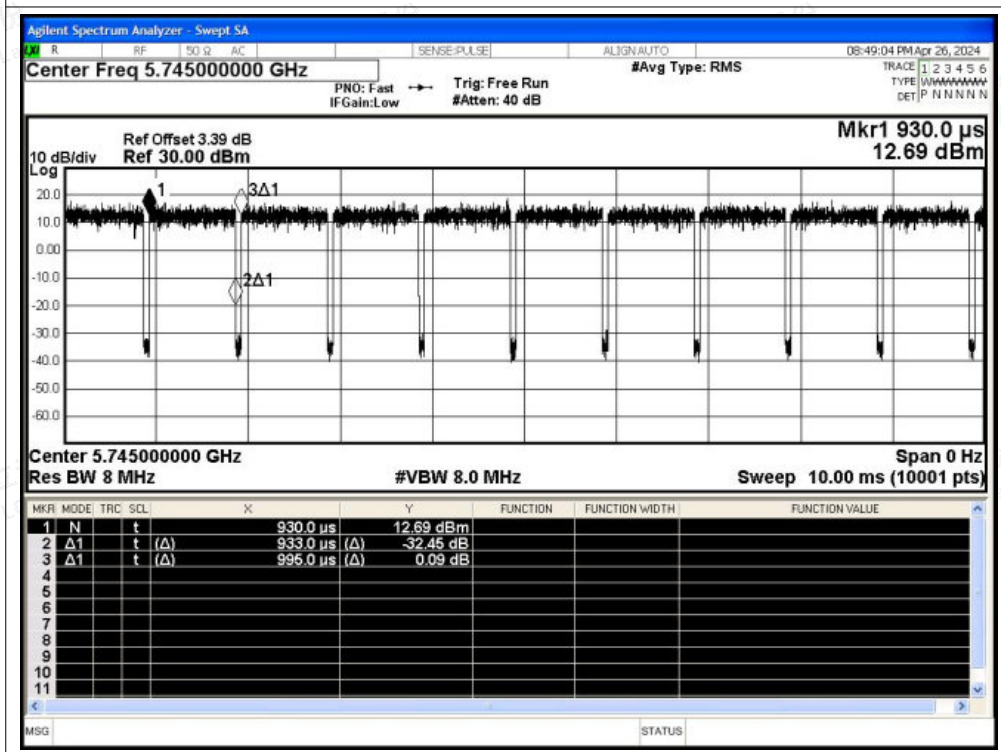 Agilent Spectrum Analyzer - Swept SA
LXI R RF 50 Ω AC SENSE:PULSE ALIGN AUTO 08:49:04 PM Apr 26, 2024
Center Freq 5.745000000 GHz #Avg Type: RMS TRACE 1 2 3 4 5 6
PNO: Fast Trig: Free Run TYPE WWWWWW
IFGain:Low #Atten: 40 dB DET P N N N N N
Mkr1 930.0 µs
Ref Offset 3.39 dB
10 dB/div Ref 30.00 dBm 12.69 dBm
Log
1 3Δ1
20.0
10.0
0.00
2Δ1
-10.0
-20.0
-30.0
-40.0
-50.0
-60.0
Center 5.745000000 GHz Span 0 Hz
Res BW 8 MHz #VBW 8.0 MHz Sweep 10.00 ms (10001 pts)
MKR MODE TRC SCL X Y FUNCTION FUNCTION WIDTH FUNCTION VALUE
1 N t 930.0 µs 12.69 dBm
2 Δ1 t (Δ) 933.0 µs (Δ) -32.45 dB
3 Δ1 t (Δ) 995.0 µs (Δ) 0.09 dB
4
5
6
7
8
9
10
11
MSG STATUS